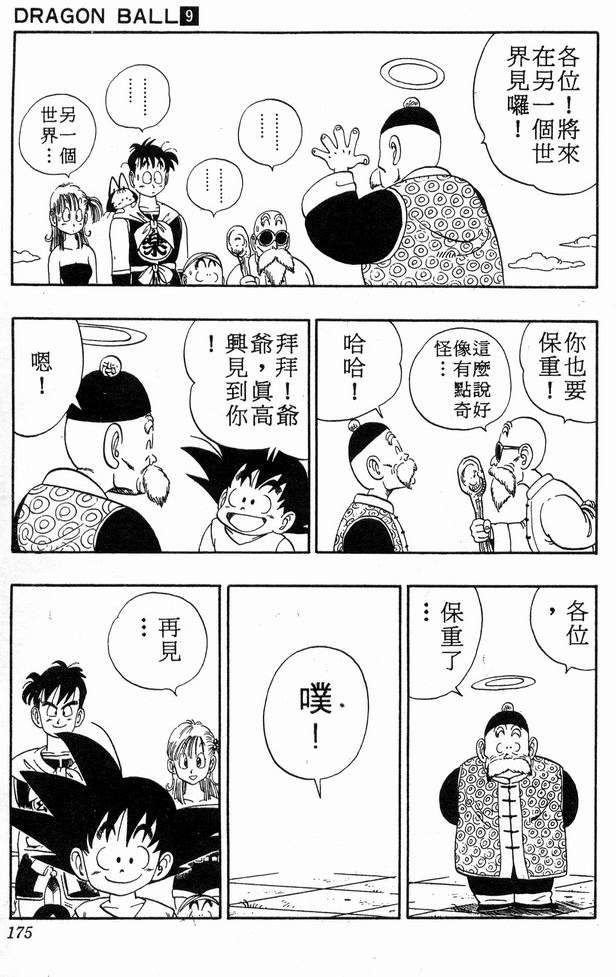 DRAGON BALL 9
各位！將來
在另一個世
界見囉！
⋯⋯
⋯⋯
⋯⋯
另一個
世界⋯
你也要
保重！
這麼說好
像有點奇
怪⋯
哈哈！
拜拜！爺
爺，真高
興見到你
！
嗯！
各位
，
保重了
⋯
噗！
再見
⋯
175